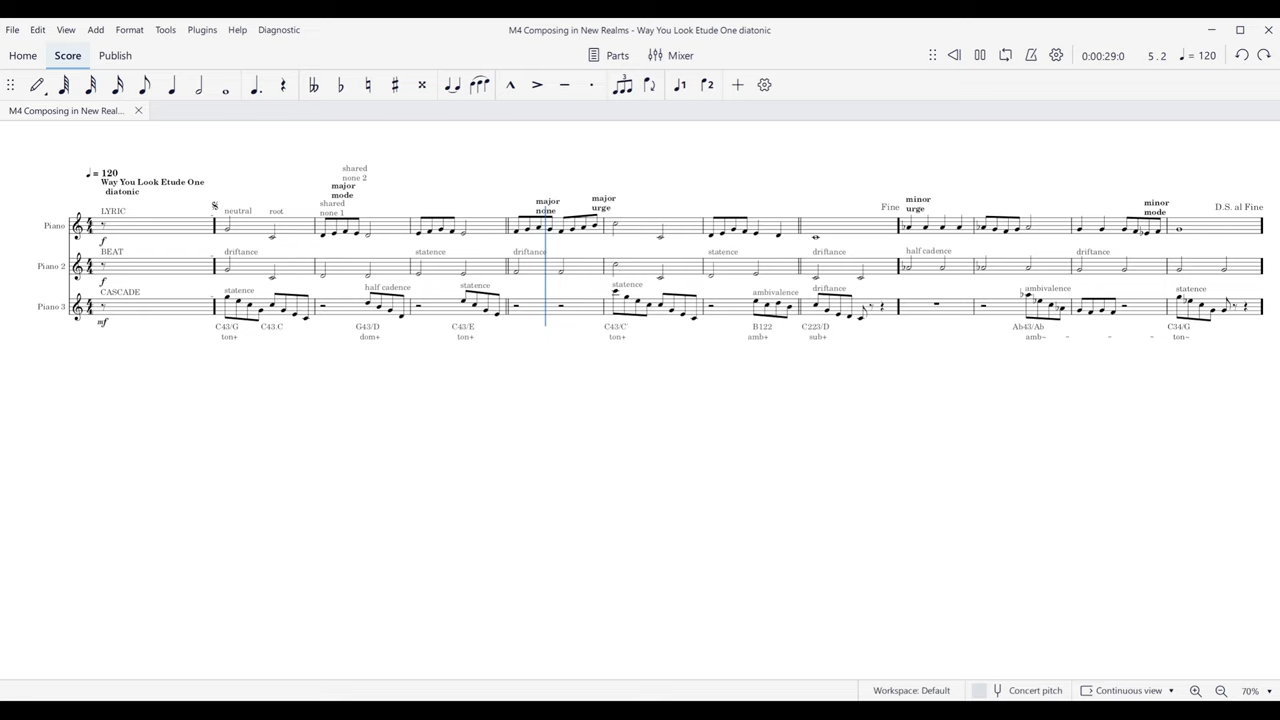 File Edit View Add Format Tools Plugins Help Diagnostic
M4 Composing in New Realms - Way You Look Etude One diatonic
Home Score Publish
Parts Mixer
0:00:29:0 5 . 2 = 120
M4 Composing in New Real...
= 120
Way You Look Etude One
diatonic
shared
none 2
major
mode
shared
none 1
major
none
major
urge
Fine
minor
urge
minor
mode
D.S. al Fine
LYRIC neutral root
Piano
f
BEAT driftance statence driftance statence driftance half cadence driftance
Piano 2
f
CASCADE statence half cadence statence statence ambivalence driftance ambivalence statence
Piano 3
mf
C43/G C43.C G43/D C43/E C43/C B122 C223/D Ab43/Ab C34/G
ton+ dom+ ton+ ton+ amb+ sub+ amb~ - - - ton~
Workspace: Default Concert pitch Continuous view 70%